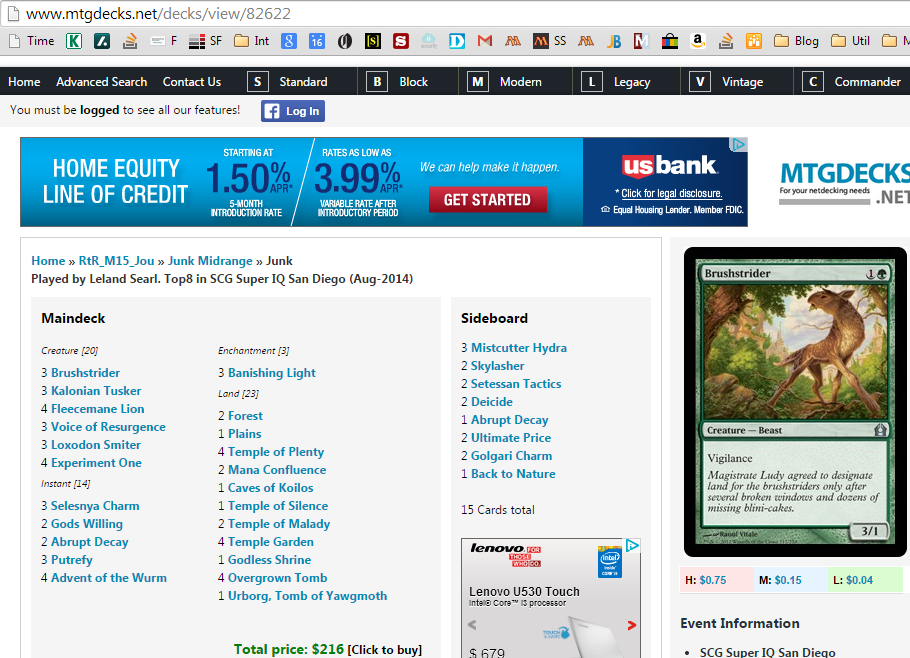 www.mtgdecks.net/decks/view/82622
Time F SF Int 8 16 SS Blog Util M
Home Advanced Search Contact Us S Standard B Block M Modern L Legacy V Vintage C Commander
You must be logged to see all our features! f Log In
HOME EQUITY
LINE OF CREDIT
STARTING AT
1.50% APR*
5-MONTH
INTRODUCTION RATE
RATES AS LOW AS
3.99% APR*
VARIABLE RATE AFTER
INTRODUCTORY PERIOD
We can help make it happen.
GET STARTED
usbank
* Click for legal disclosure.
Equal Housing Lender. Member FDIC.
MTGDECKS
For your netdecking needs
.NET
Home » RtR_M15_Jou » Junk Midrange » Junk
Played by Leland Searl. Top8 in SCG Super IQ San Diego (Aug-2014)
Maindeck
Creature [20]
3 Brushstrider
3 Kalonian Tusker
4 Fleecemane Lion
3 Voice of Resurgence
3 Loxodon Smiter
4 Experiment One
Instant [14]
3 Selesnya Charm
2 Gods Willing
2 Abrupt Decay
3 Putrefy
4 Advent of the Wurm
Enchantment [3]
3 Banishing Light
Land [23]
2 Forest
1 Plains
4 Temple of Plenty
2 Mana Confluence
1 Caves of Koilos
1 Temple of Silence
2 Temple of Malady
4 Temple Garden
1 Godless Shrine
4 Overgrown Tomb
1 Urborg, Tomb of Yawgmoth
Total price: $216 [Click to buy]
Sideboard
3 Mistcutter Hydra
2 Skylasher
2 Setessan Tactics
2 Deicide
1 Abrupt Decay
2 Ultimate Price
2 Golgari Charm
1 Back to Nature
15 Cards total
lenovo FOR
THOSE
WHO DO.
intel
Lenovo U530 Touch
Intel® Core™ i3 processor
TOUCH
$ 679
Brushstrider 1
Creature — Beast
Vigilance
Magistrate Ludy agreed to designate
land for the brushstriders only after
several broken windows and dozens of
missing blini-cakes.
Raoul Vitale
3/1
H: $0.75 M: $0.15 L: $0.04
Event Information
• SCG Super IQ San Diego